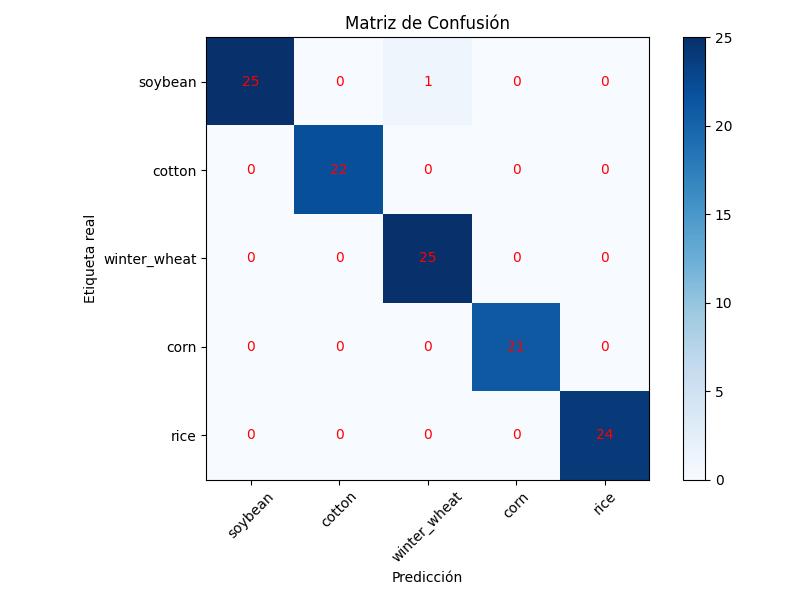 Matriz de Confusión
soybean 25 0 1 0 0
cotton 0 22 0 0 0
winter_wheat 0 0 25 0 0
corn 0 0 0 21 0
rice 0 0 0 0 24
Etiqueta real
soybean cotton winter_wheat corn rice
Predicción
25
20
15
10
5
0